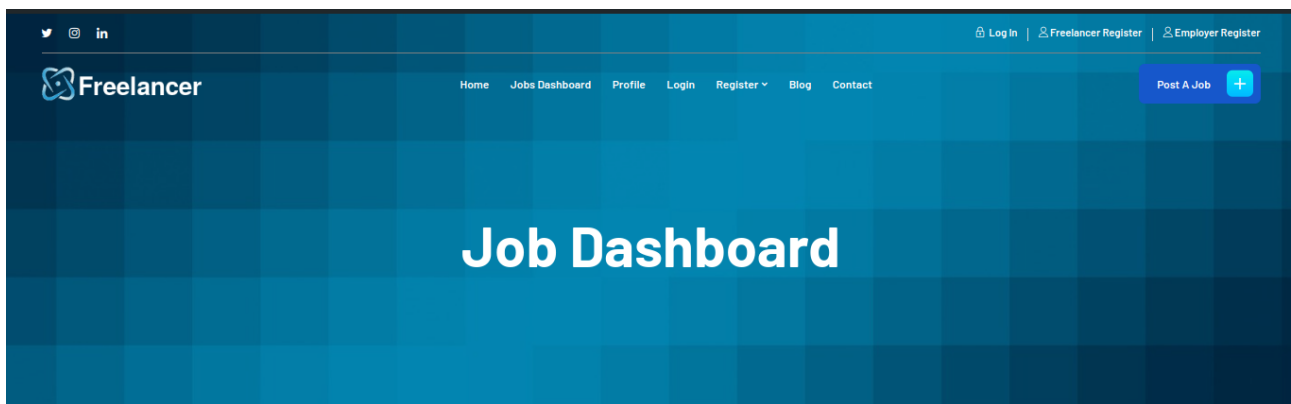 Log In | Freelancer Register | Employer Register
Freelancer
Home Jobs Dashboard Profile Login Register Blog Contact
Post A Job
Job Dashboard